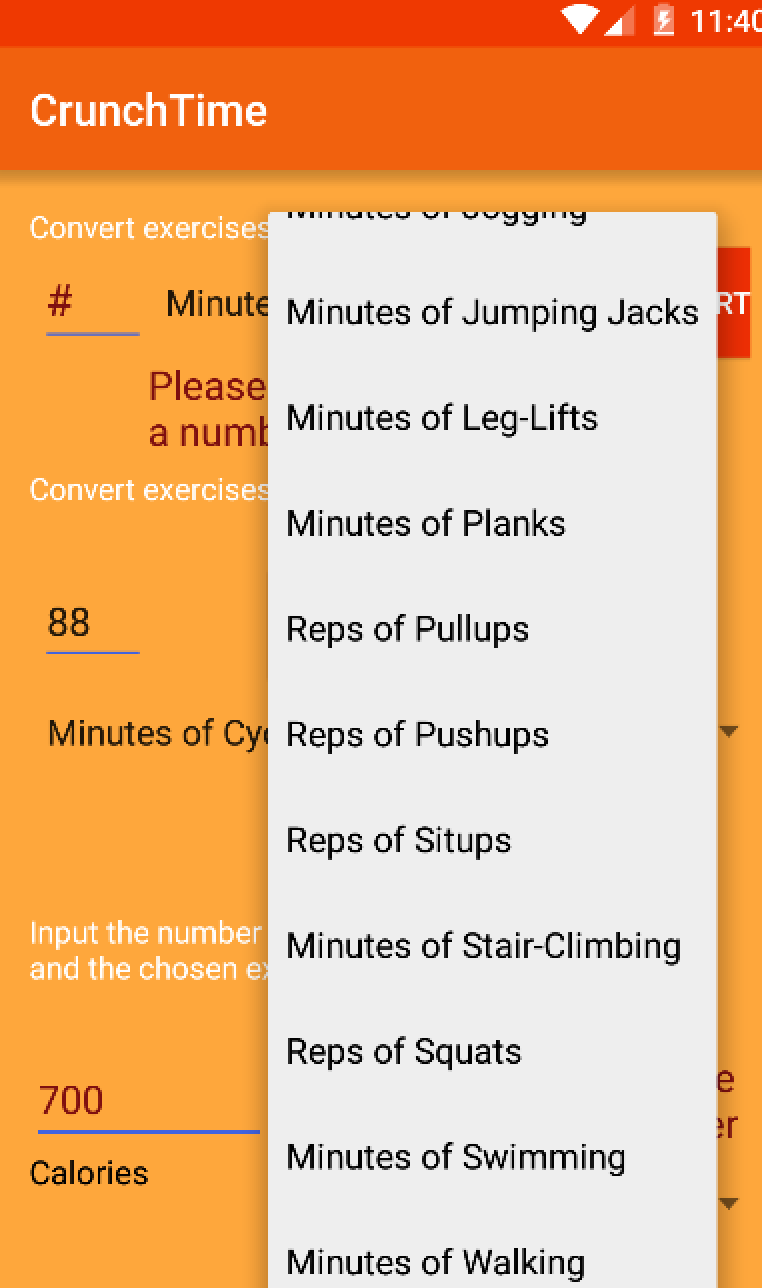 11:40
CrunchTime
Convert exercises
Minutes of Jogging
#
Minute
Minutes of Jumping Jacks
RT
Please
a numb
Minutes of Leg-Lifts
Convert exercises
Minutes of Planks
88
Reps of Pullups
Minutes of Cyc
Reps of Pushups
Reps of Situps
Input the number
and the chosen ex
Minutes of Stair-Climbing
Reps of Squats
700
e
er
Minutes of Swimming
Calories
Minutes of Walking